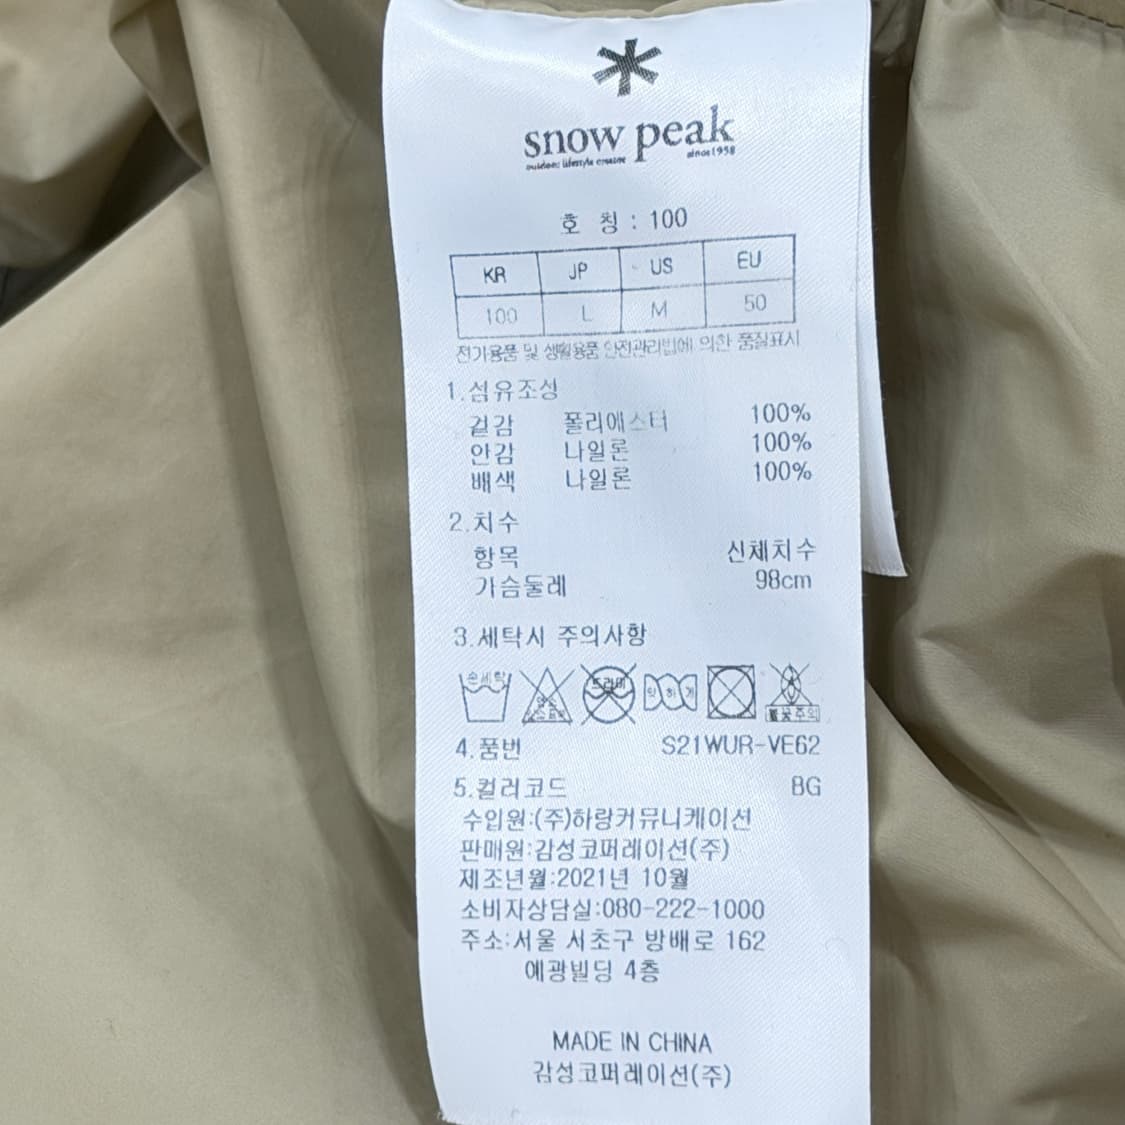 snow peak
outdoor lifestyle creator since 1958
호 칭 : 100
KR JP US EU
100 L M 50
전기용품 및 생활용품 안전관리법에 의한 품질표시
1.섬유조성
겉감 폴리에스터 100%
안감 나일론 100%
배색 나일론 100%
2.치수
항목 신체치수
가슴둘레 98cm
3.세탁시 주의사항
손세탁 염소 드라이 약하게
불꽃주의
4.품번 S21WUR-VE62
5.컬러코드 BG
수입원:(주)하랑커뮤니케이션
판매원:감성코퍼레이션(주)
제조년월:2021년 10월
소비자상담실:080-222-1000
주소:서울 서초구 방배로 162
예광빌딩 4층
MADE IN CHINA
감성코퍼레이션(주)